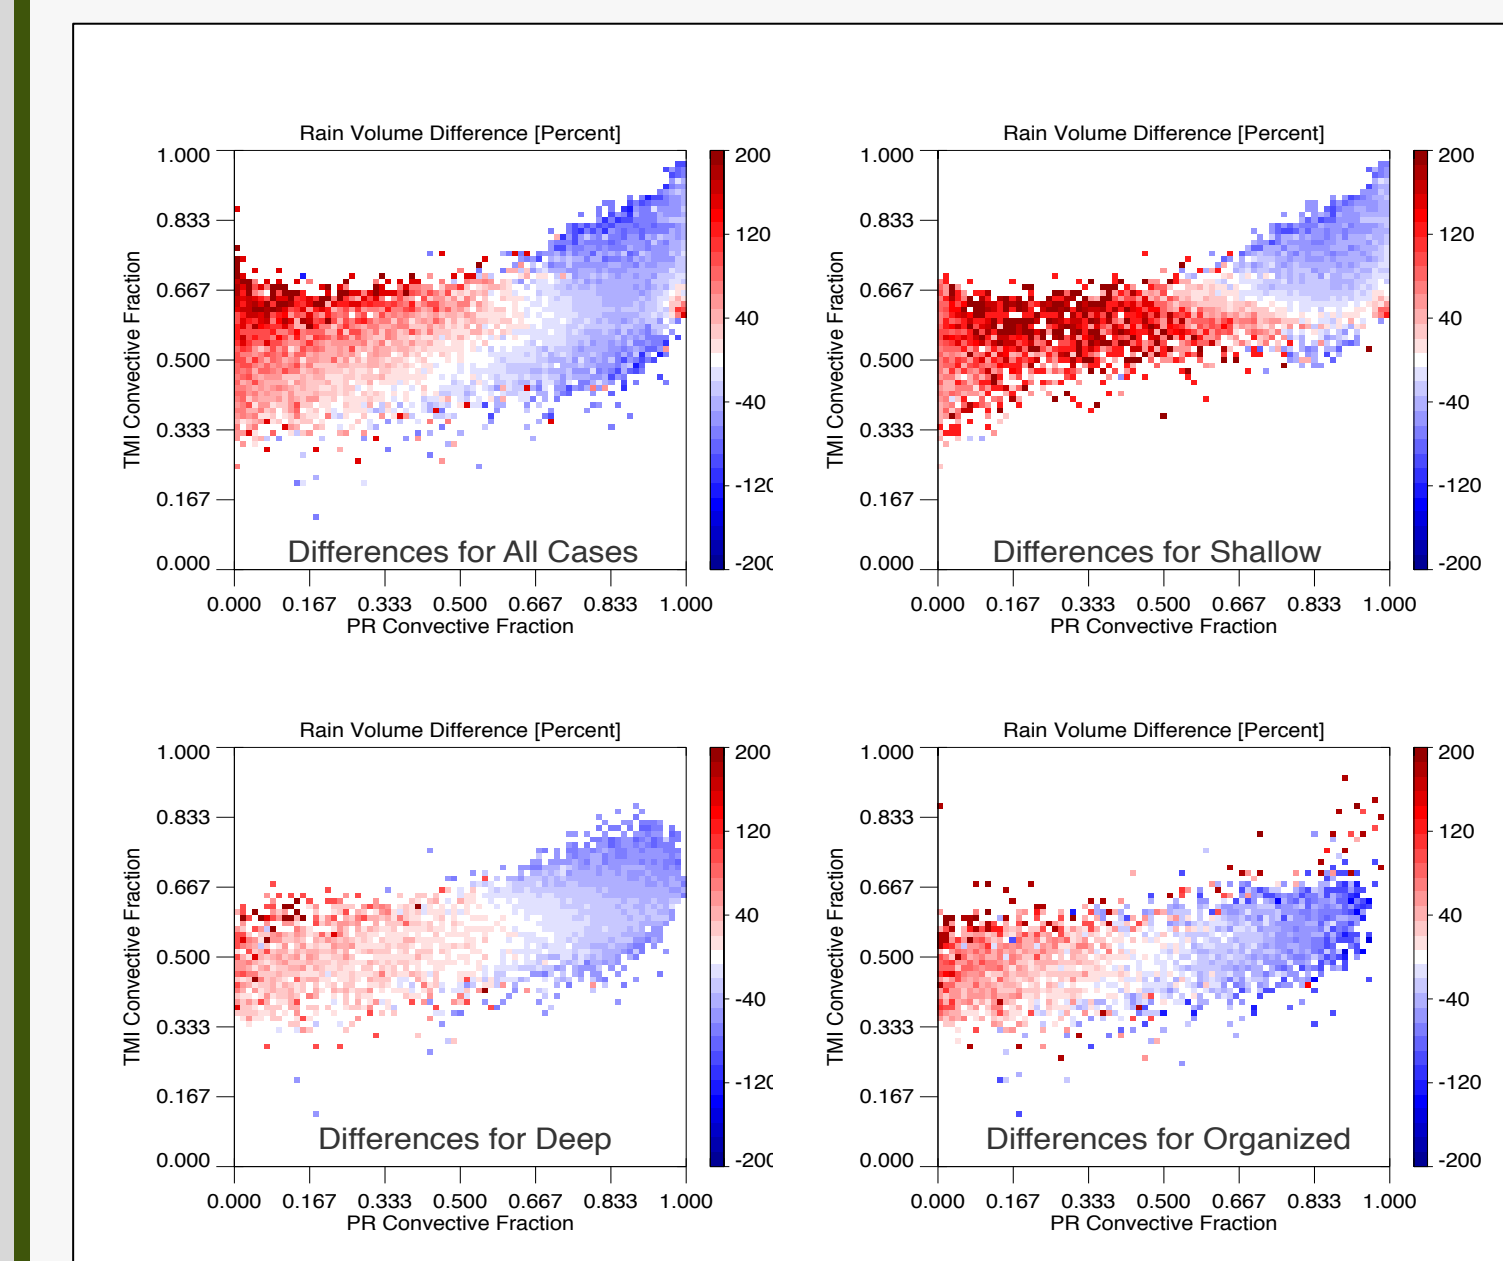 Rain Volume Difference [Percent]
1.000
0.833
0.667
0.500
0.333
0.167
0.000
TMI Convective Fraction
Differences for All Cases
0.000 0.167 0.333 0.500 0.667 0.833 1.000
PR Convective Fraction
200
120
40
-40
-120
-200
Rain Volume Difference [Percent]
1.000
0.833
0.667
0.500
0.333
0.167
0.000
TMI Convective Fraction
Differences for Shallow
0.000 0.167 0.333 0.500 0.667 0.833 1.000
PR Convective Fraction
200
120
40
-40
-120
-200
Rain Volume Difference [Percent]
1.000
0.833
0.667
0.500
0.333
0.167
0.000
TMI Convective Fraction
Differences for Deep
0.000 0.167 0.333 0.500 0.667 0.833 1.000
PR Convective Fraction
200
120
40
-40
-120
-200
Rain Volume Difference [Percent]
1.000
0.833
0.667
0.500
0.333
0.167
0.000
TMI Convective Fraction
Differences for Organized
0.000 0.167 0.333 0.500 0.667 0.833 1.000
PR Convective Fraction
200
120
40
-40
-120
-200